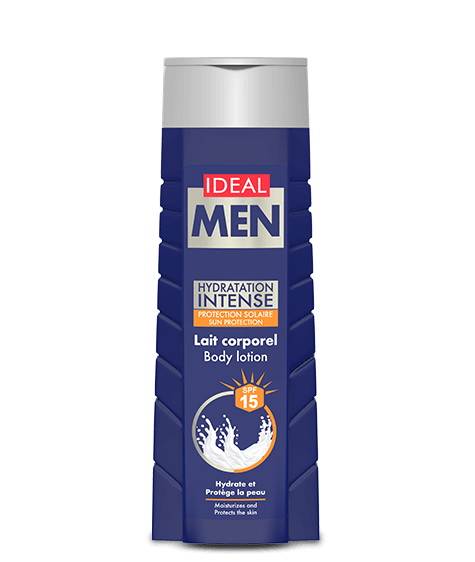 IDEAL
MEN
HYDRATATION
INTENSE
PROTECTION SOLAIRE
SUN PROTECTION
Lait corporel
Body lotion
SPF
15
Hydrate et
Protège la peau
Moisturizes and
Protects the skin